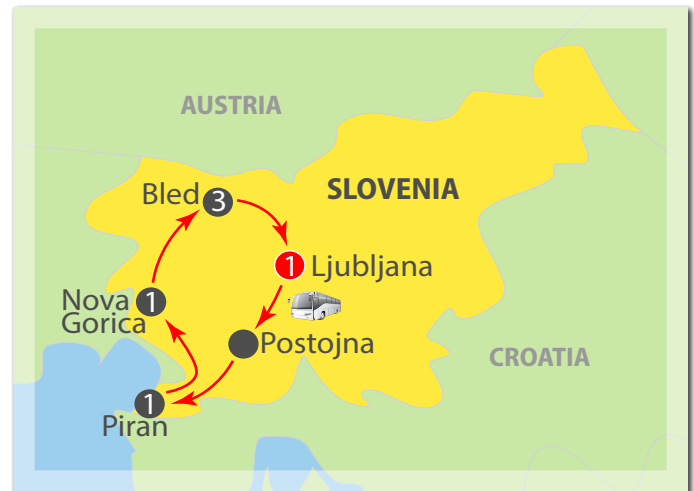 AUSTRIA
SLOVENIA
Bled 3
1 Ljubljana
Nova
Gorica
1
Postojna
CROATIA
1
Piran